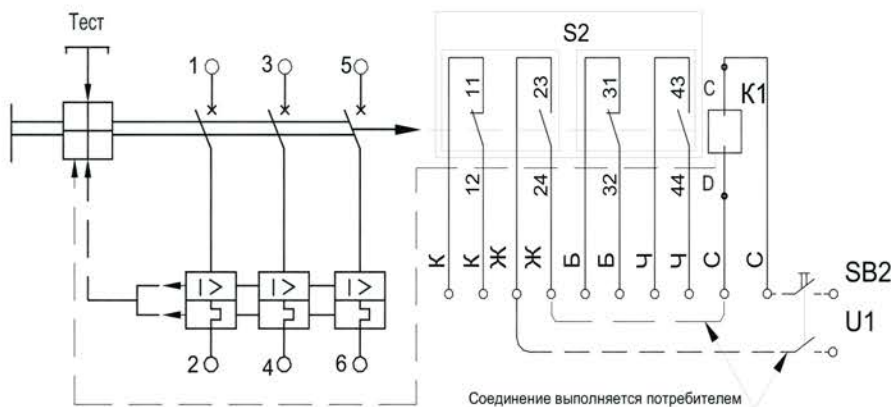 Тест
S2
1 3 5
11 23 31 43
C K1
12 24 32 44
D
К К Ж Ж Б Б Ч Ч С С
SB2
I> I> I>
U1
2 4 6
Соединение выполняется потребителем